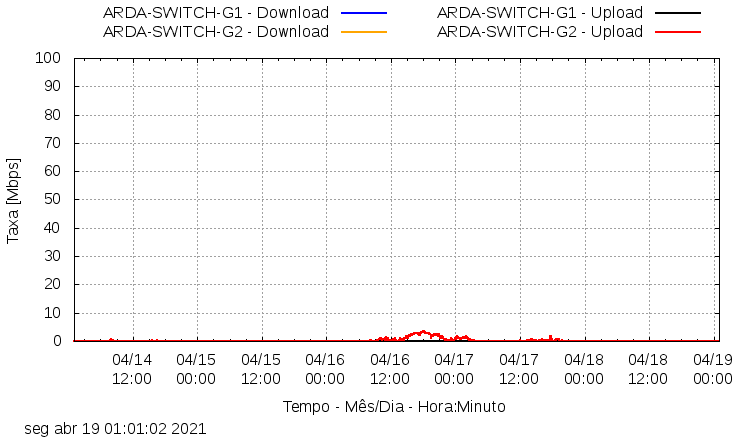 ARDA-SWITCH-G1 - Download
ARDA-SWITCH-G1 - Upload
ARDA-SWITCH-G2 - Download
ARDA-SWITCH-G2 - Upload
100
90
80
70
60
50
40
30
20
10
0
Taxa [Mbps]
04/14 04/15 04/15 04/16 04/16 04/17 04/17 04/18 04/18 04/19
12:00 00:00 12:00 00:00 12:00 00:00 12:00 00:00 12:00 00:00
Tempo - Mês/Dia - Hora:Minuto
seg abr 19 01:01:02 2021